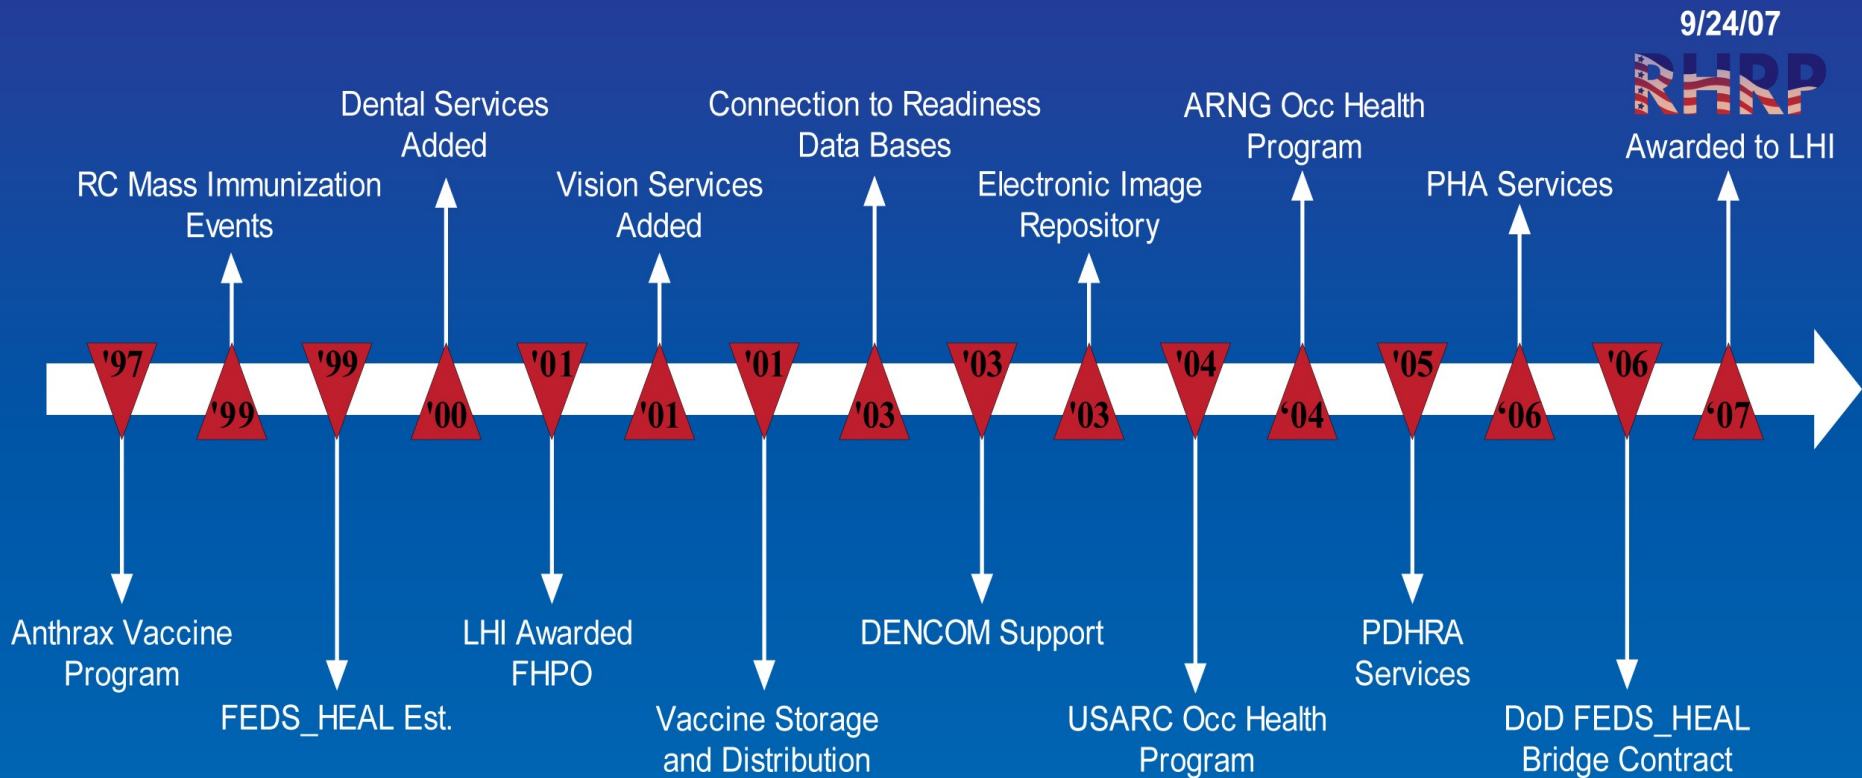 9/24/07
RHRP
Awarded to LHI
Dental Services
Added
Connection to Readiness
Data Bases
ARNG Occ Health
Program
RC Mass Immunization
Events
Vision Services
Added
Electronic Image
Repository
PHA Services
'97
'99
'99
'00
'01
'01
'01
'03
'03
'03
'04
‘04
'05
‘06
'06
‘07
Anthrax Vaccine
Program
FEDS_HEAL Est.
LHI Awarded
FHPO
Vaccine Storage
and Distribution
DENCOM Support
USARC Occ Health
Program
PDHRA
Services
DoD FEDS_HEAL
Bridge Contract